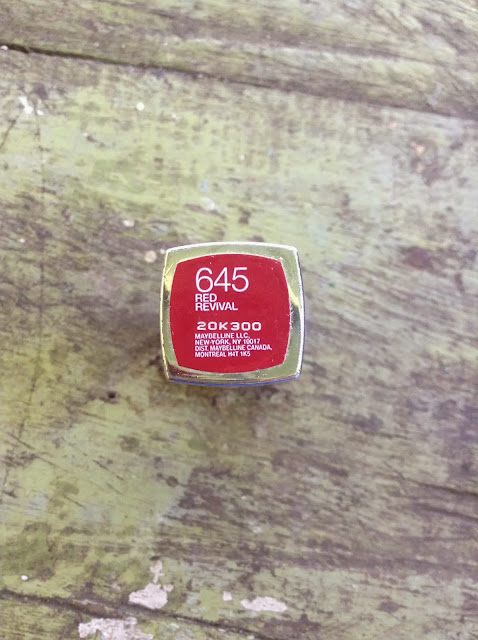 645
RED
REVIVAL
20K300
MAYBELLINE LLC,
NEW-YORK, NY 10017
DIST. MAYBELLINE CANADA,
MONTREAL H4T 1K5